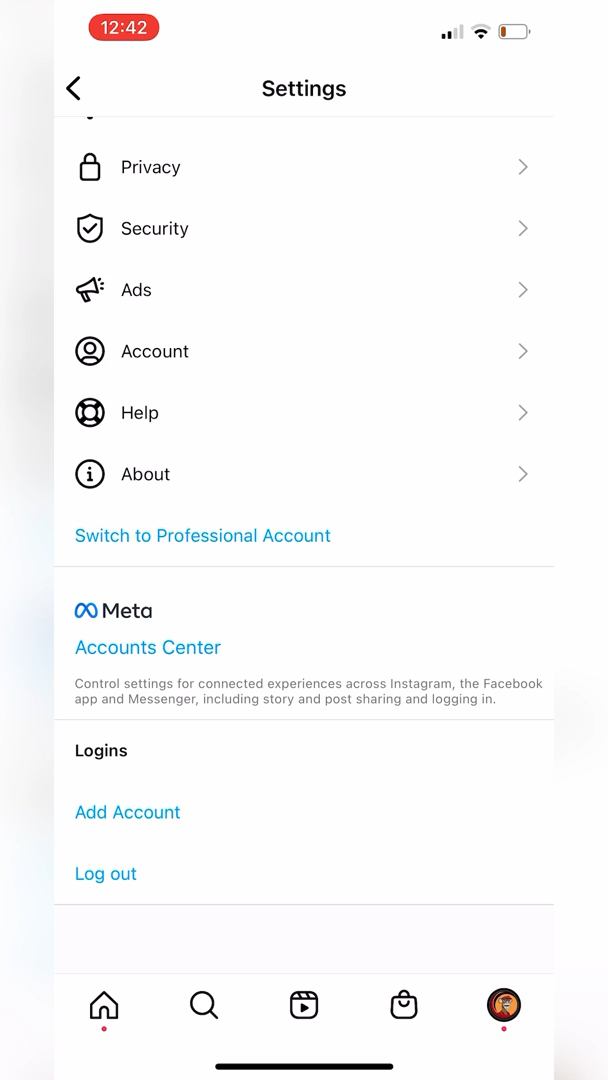 12:42
Settings
Privacy
Security
Ads
Account
Help
About
Switch to Professional Account
Meta
Accounts Center
Control settings for connected experiences across Instagram, the Facebook
app and Messenger, including story and post sharing and logging in.
Logins
Add Account
Log out